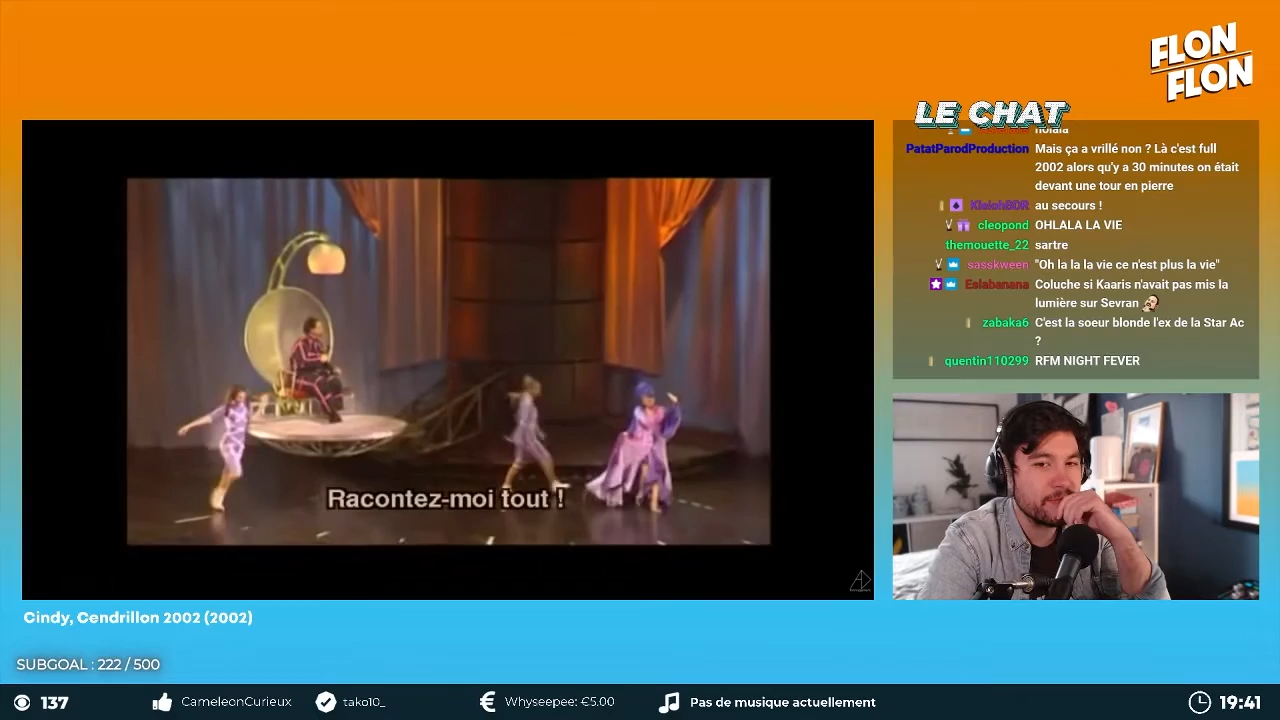 FLON
FLON
LE CHAT
holala
PatatParodProduction Mais ça a vrillé non ? Là c'est full
2002 alors qu'y a 30 minutes on était
devant une tour en pierre
KleiohBDR au secours !
cleopond OHLALA LA VIE
themouette_22 sartre
sasskween "Oh la la la vie ce n'est plus la vie"
Eslabanana Coluche si Kaaris n'avait pas mis la
lumière sur Sevran
zabaka6 C'est la soeur blonde l'ex de la Star Ac
?
quentin110299 RFM NIGHT FEVER
Racontez-moi tout !
Cindy, Cendrillon 2002 (2002)
SUBGOAL : 222 / 500
137 CameleonCurieux tako10_ € Whyseepee: €5.00 Pas de musique actuellement 19:41